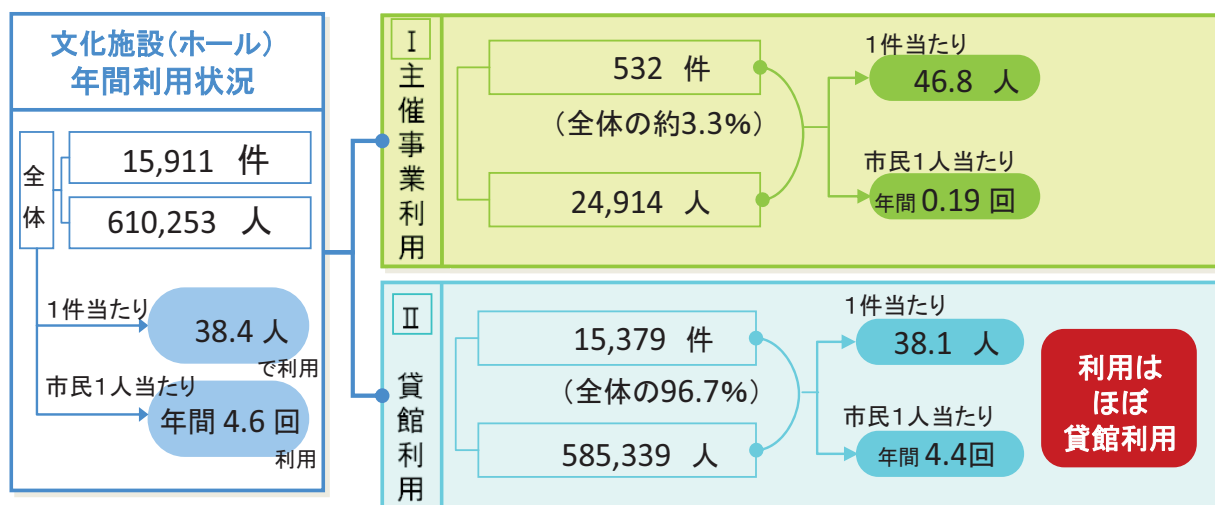 文化施設（ホール）
年間利用状況
全体
15,911 件
610,253 人
1件当たり
38.4 人
で利用
市民1人当たり
年間 4.6 回
利用
Ⅰ
主催事業利用
532 件
（全体の約3.3%）
24,914 人
1件当たり
46.8 人
市民1人当たり
年間 0.19 回
Ⅱ
貸館利用
15,379 件
（全体の96.7%）
585,339 人
1件当たり
38.1 人
市民1人当たり
年間 4.4回
利用は
ほぼ
貸館利用